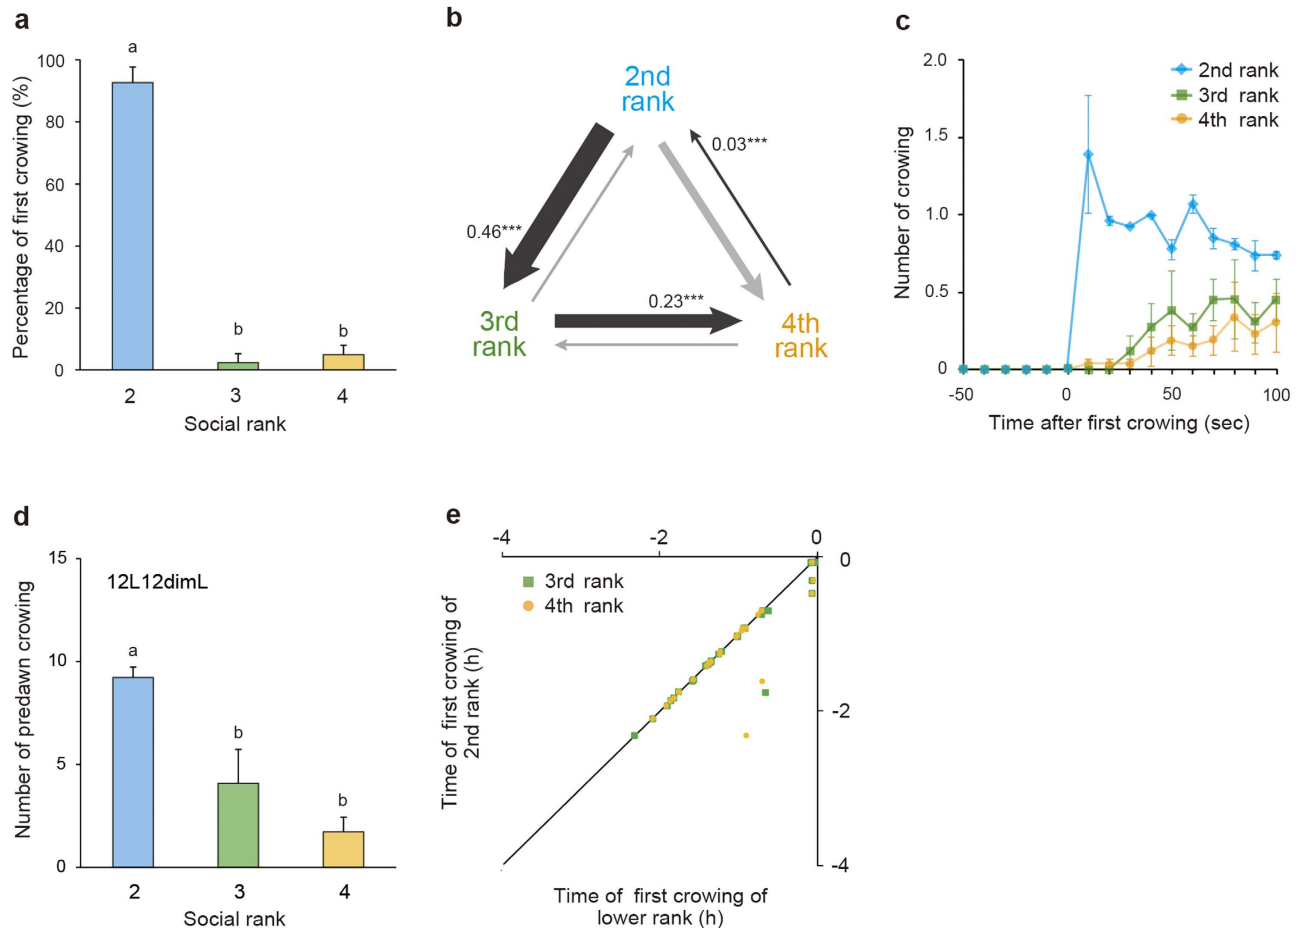 a
100
80
60
40
20
0
Percentage of first crowing (%)
a
b
b
2
3
4
Social rank
b
2nd
rank
0.03***
0.46***
0.23***
3rd
rank
4th
rank
c
2.0
1.5
1.0
0.5
0
Number of crowing
2nd rank
3rd rank
4th rank
-50
0
50
100
Time after first crowing (sec)
d
15
10
5
0
Number of predawn crowing
12L12dimL
a
b
b
2
3
4
Social rank
e
-4
-2
0
0
-2
-4
3rd rank
4th rank
Time of first crowing of
2nd rank (h)
Time of first crowing of
lower rank (h)